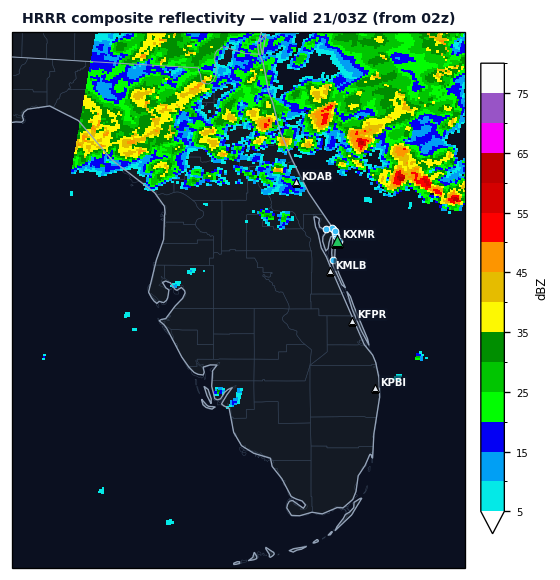 HRRR composite reflectivity — valid 21/03Z (from 02z)
KDAB
KXMR
KMLB
KFPR
KPBI
75
65
55
45
35
25
15
5
dBZ